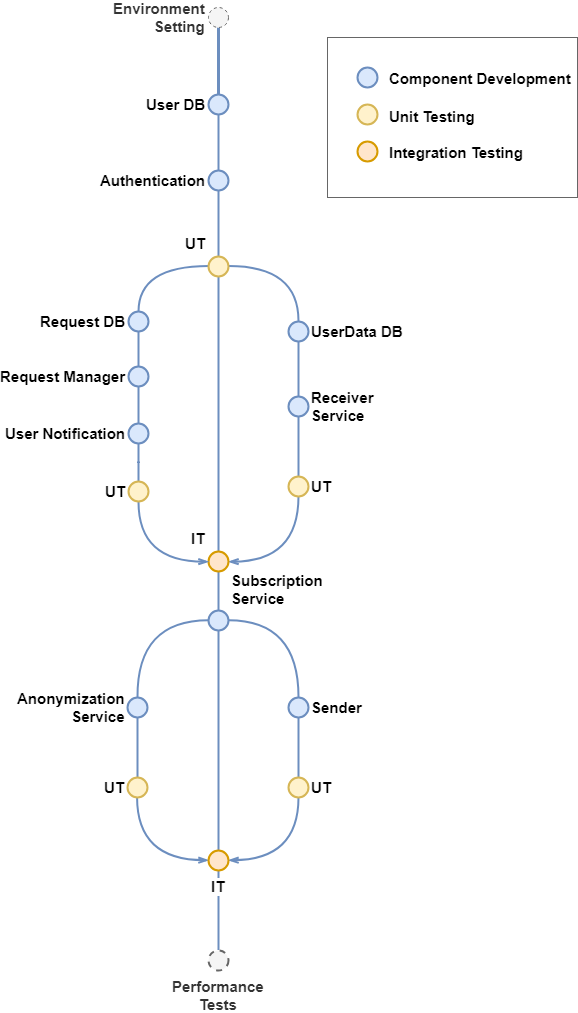 Environment
Setting
Component Development
Unit Testing
Integration Testing
User DB
Authentication
UT
Request DB
UserData DB
Request Manager
Receiver
Service
User Notification
UT
UT
IT
Subscription
Service
Anonymization
Service
Sender
UT
UT
IT
Performance
Tests